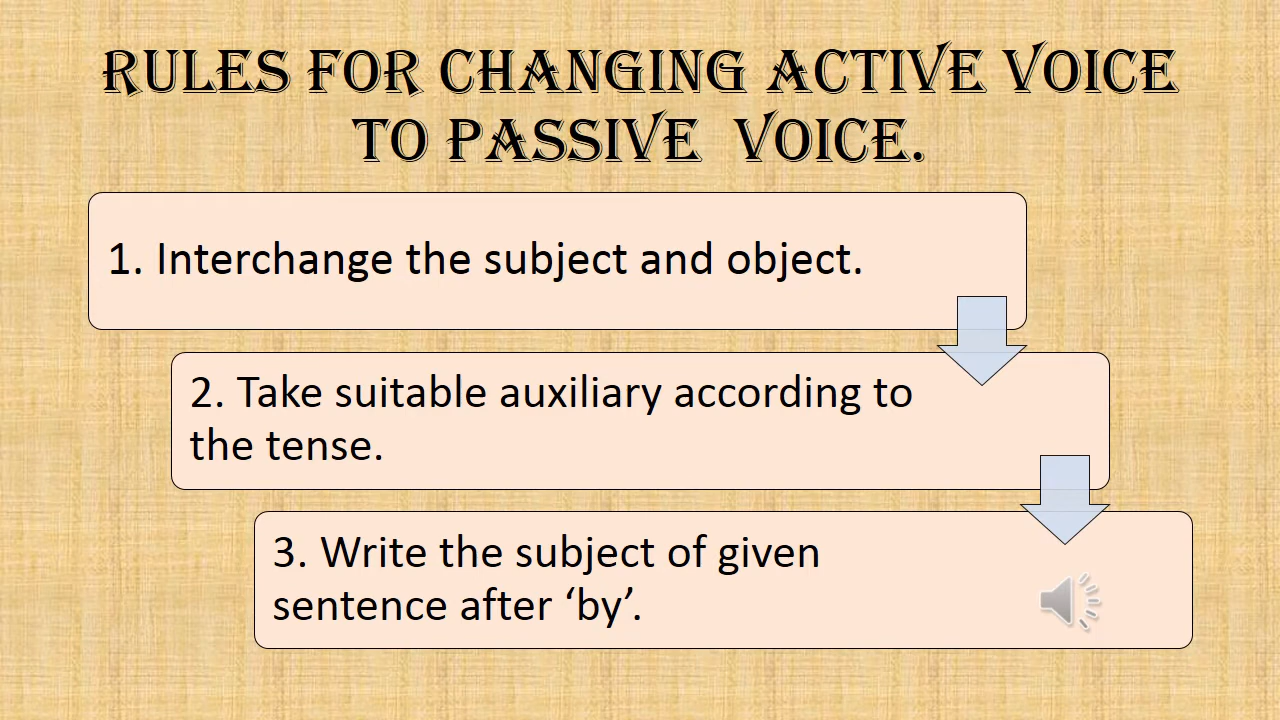 RULES FOR CHANGING ACTIVE VOICE
TO PASSIVE VOICE.
1. Interchange the subject and object.
2. Take suitable auxiliary according to
the tense.
3. Write the subject of given
sentence after ‘by’.